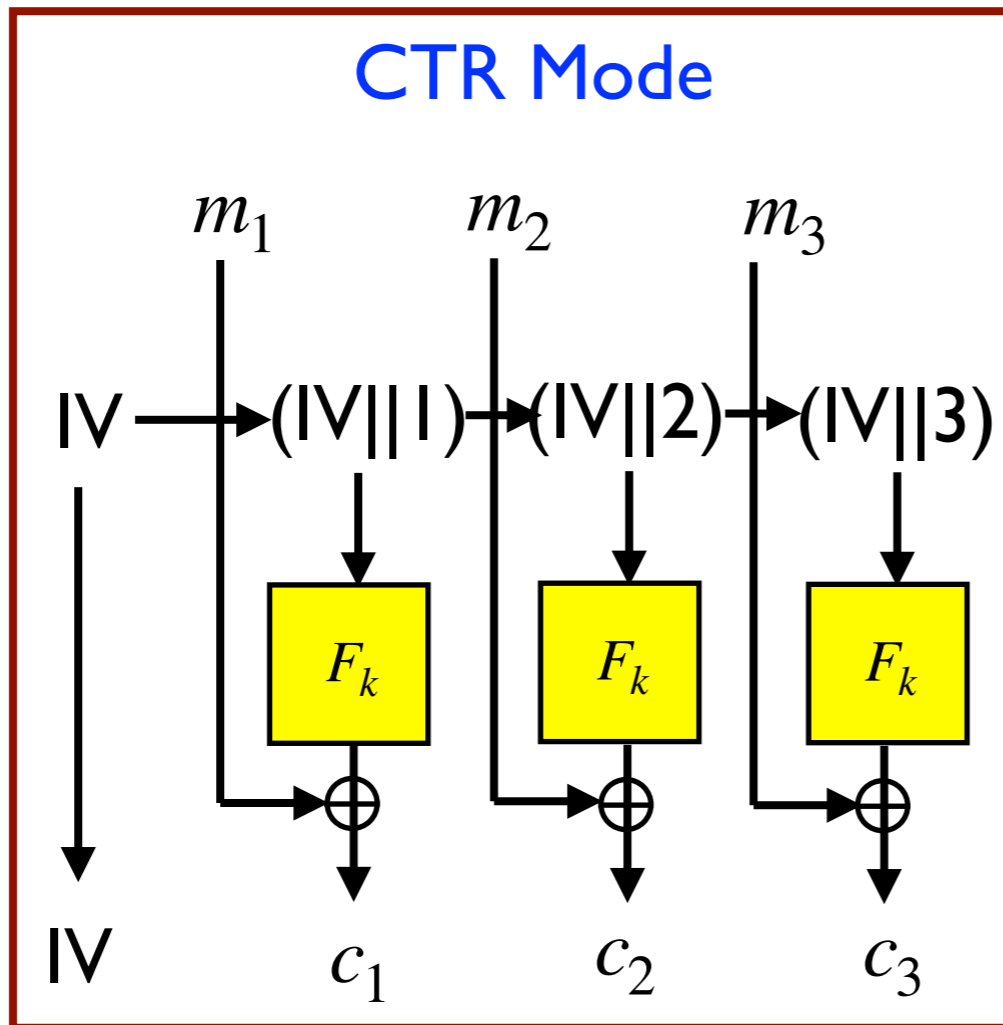 CTR Mode
m₁ m₂ m₃
IV (IV||1) (IV||2) (IV||3)
Fₖ Fₖ Fₖ
IV c₁ c₂ c₃